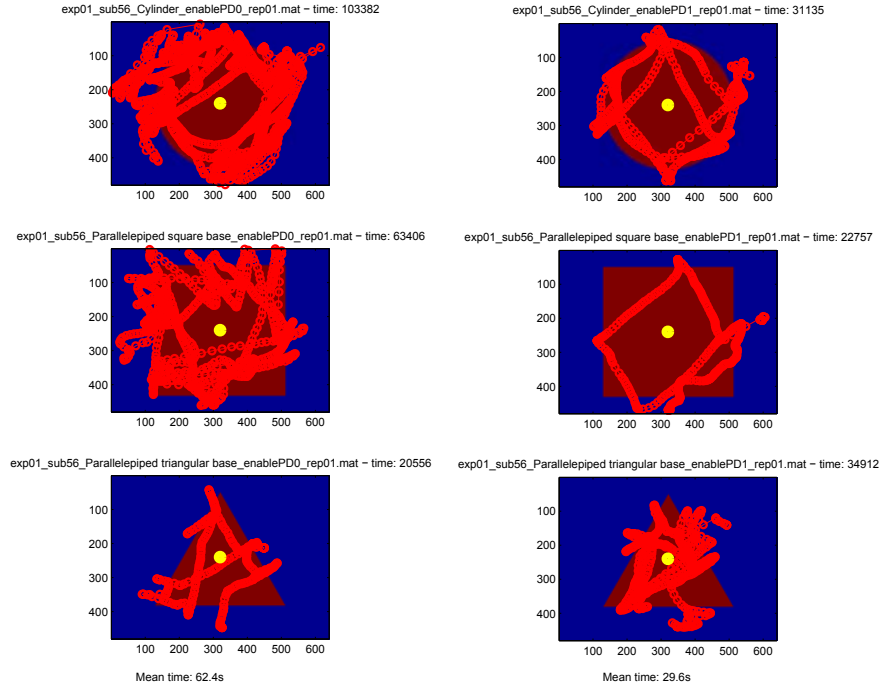 exp01_sub56_Cylinder_enablePD0_rep01.mat − time: 103382
100
200
300
400
100 200 300 400 500 600
exp01_sub56_Cylinder_enablePD1_rep01.mat − time: 31135
100
200
300
400
100 200 300 400 500 600
exp01_sub56_Parallelepiped square base_enablePD0_rep01.mat − time: 63406
100
200
300
400
100 200 300 400 500 600
exp01_sub56_Parallelepiped square base_enablePD1_rep01.mat − time: 22757
100
200
300
400
100 200 300 400 500 600
exp01_sub56_Parallelepiped triangular base_enablePD0_rep01.mat − time: 20556
100
200
300
400
100 200 300 400 500 600
Mean time: 62.4s
exp01_sub56_Parallelepiped triangular base_enablePD1_rep01.mat − time: 34912
100
200
300
400
100 200 300 400 500 600
Mean time: 29.6s